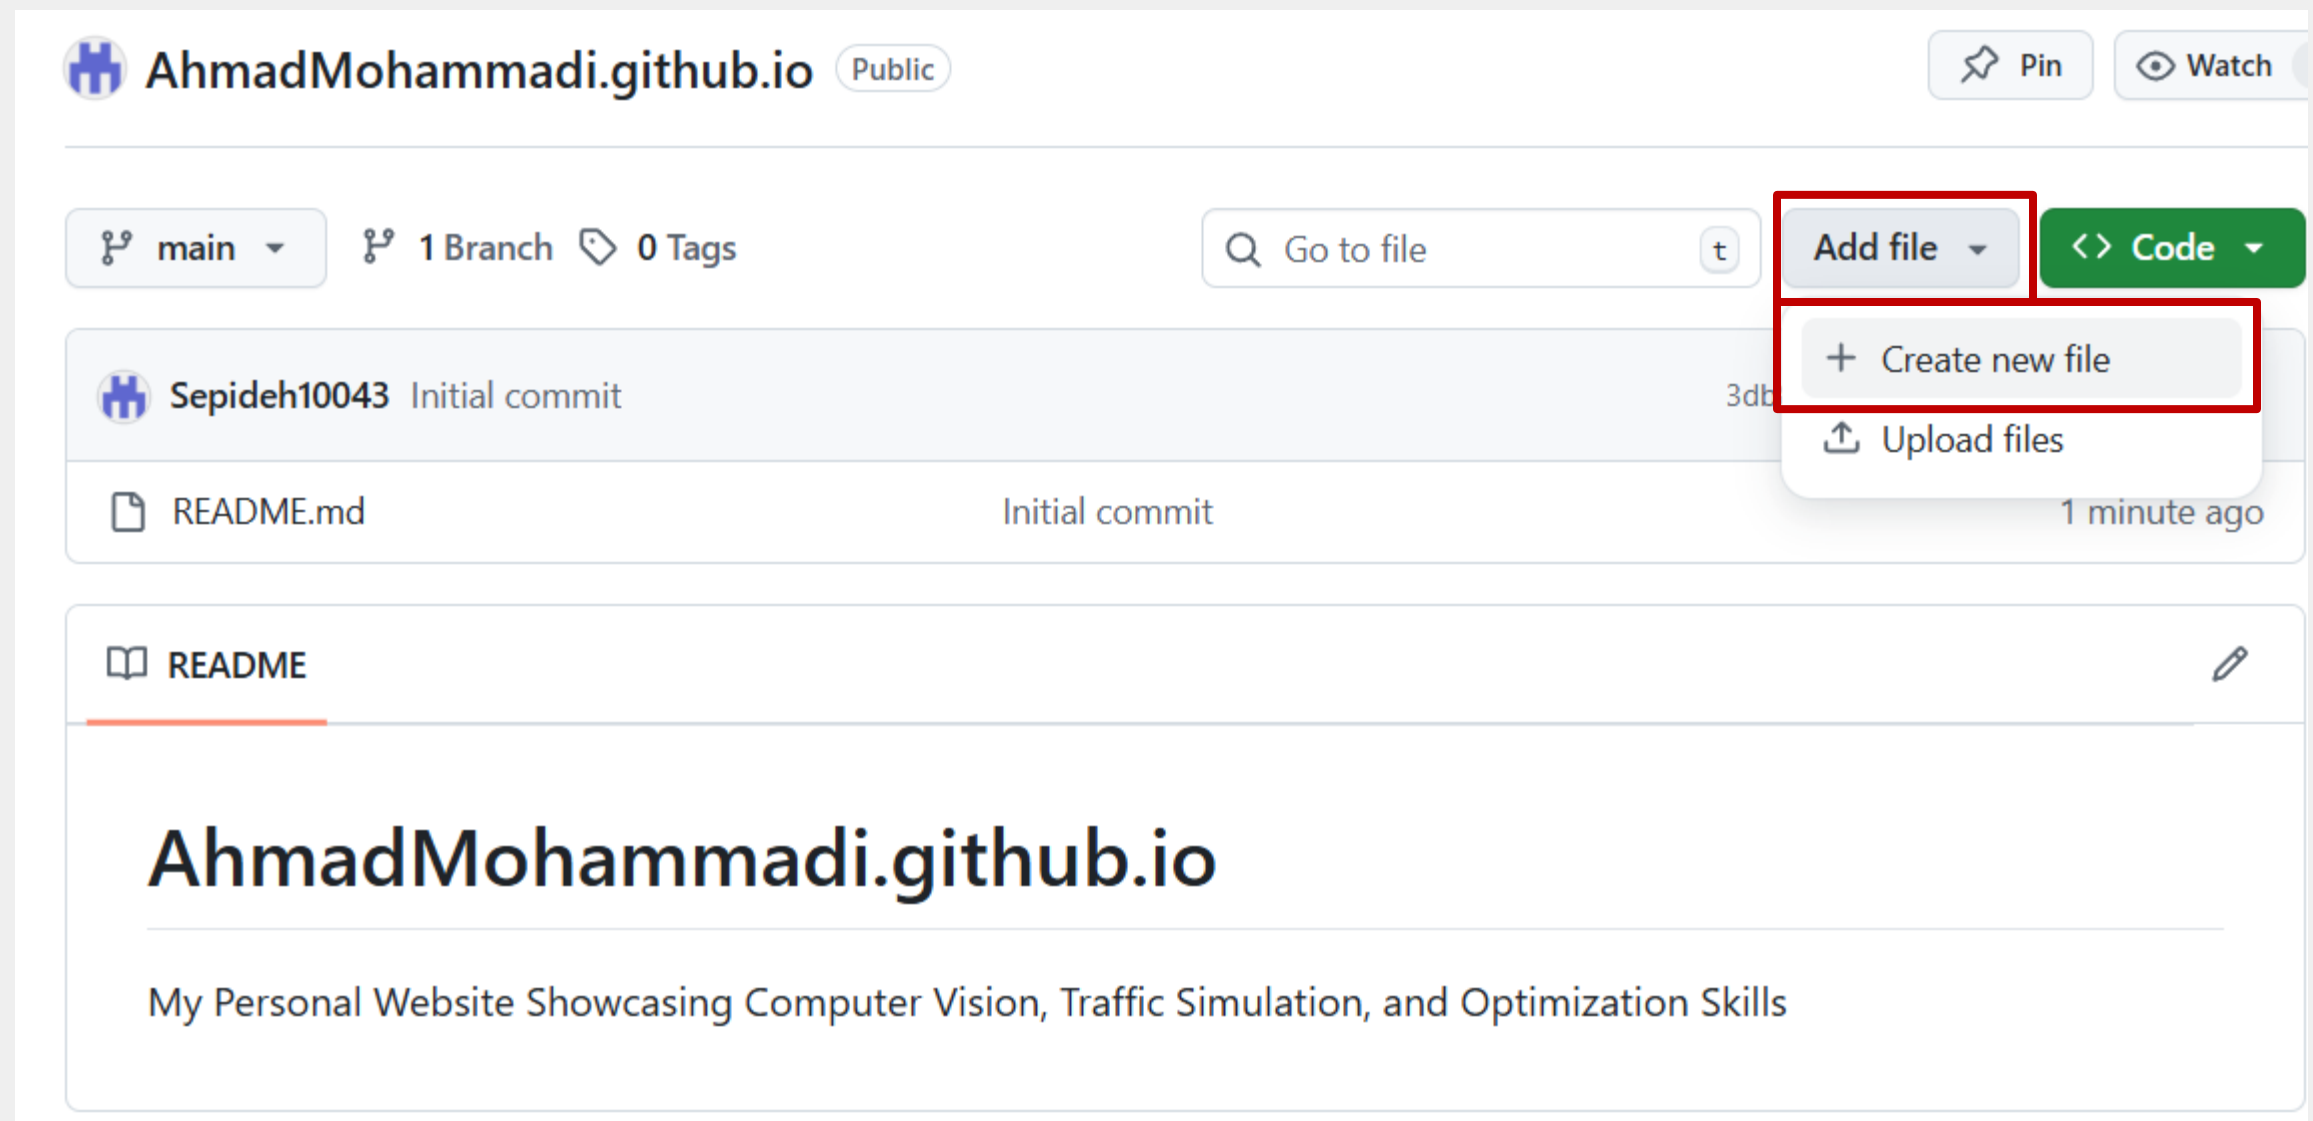 AhmadMohammadi.github.io Public Pin Watch
main 1 Branch 0 Tags Go to file t Add file Code
Create new file
Sepideh10043 Initial commit 3db
Upload files
README.md Initial commit 1 minute ago
README
AhmadMohammadi.github.io
My Personal Website Showcasing Computer Vision, Traffic Simulation, and Optimization Skills